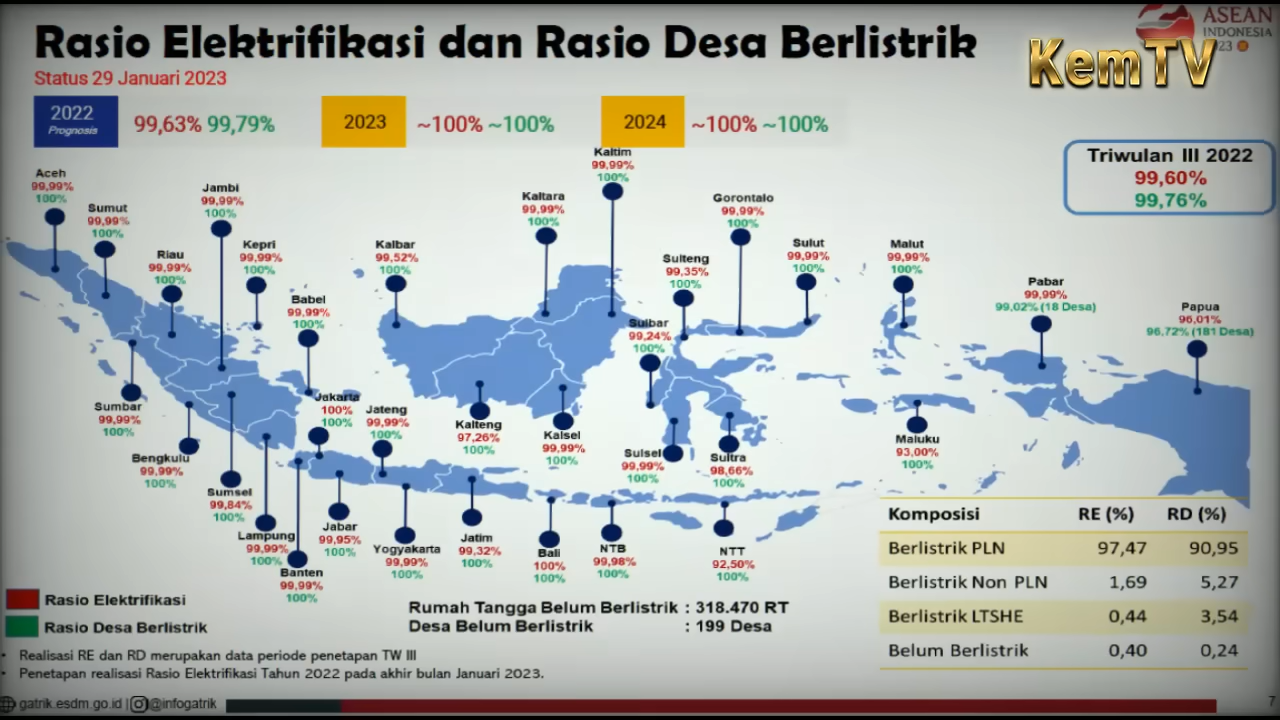 Rasio Elektrifikasi dan Rasio Desa Berlistrik
ASEAN
INDONESIA
KemTV
Status 29 Januari 2023
2022
Prognosis
99,63% 99,79%
2023
~100% ~100%
2024
~100% ~100%
Triwulan III 2022
99,60%
99,76%
Aceh
99,99%
100%
Sumut
99,99%
100%
Riau
99,99%
100%
Jambi
99,99%
100%
Kepri
99,99%
100%
Babel
99,99%
100%
Kalbar
99,52%
100%
Kaltara
99,99%
100%
Kaltim
99,99%
100%
Gorontalo
99,99%
100%
Sulteng
99,35%
100%
Sulut
99,99%
100%
Malut
99,99%
100%
Pabar
99,99%
99,02% (18 Desa)
Papua
96,01%
96,72% (181 Desa)
Sulbar
99,24%
100%
Sumbar
99,99%
100%
Bengkulu
99,99%
100%
Sumsel
99,84%
100%
Lampung
99,99%
100%
Banten
99,99%
100%
Jakarta
100%
100%
Jabar
99,95%
100%
Jateng
99,99%
100%
Yogyakarta
99,99%
100%
Jatim
99,32%
100%
Kalteng
97,26%
100%
Kalsel
99,99%
100%
Bali
100%
100%
NTB
99,98%
100%
Sulsel
99,99%
100%
Sultra
98,66%
100%
NTT
92,50%
100%
Maluku
93,00%
100%
Komposisi RE (%) RD (%)
Berlistrik PLN 97,47 90,95
Berlistrik Non PLN 1,69 5,27
Berlistrik LTSHE 0,44 3,54
Belum Berlistrik 0,40 0,24
Rasio Elektrifikasi
Rasio Desa Berlistrik
Rumah Tangga Belum Berlistrik : 318.470 RT
Desa Belum Berlistrik : 199 Desa
• Realisasi RE dan RD merupakan data periode penetapan TW III
• Penetapan realisasi Rasio Elektrifikasi Tahun 2022 pada akhir bulan Januari 2023.
gatrik.esdm.go.id | @infogatrik
7